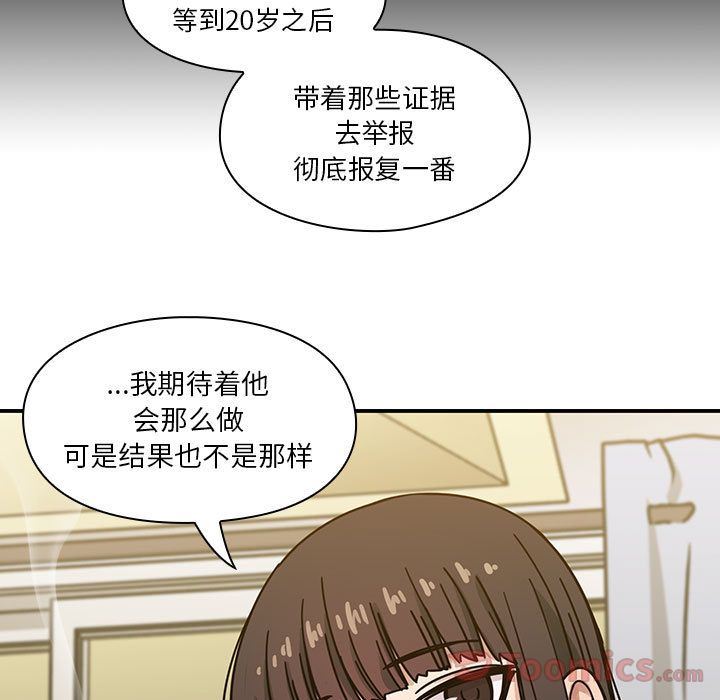 等到20岁之后
带着那些证据
去举报
彻底报复一番
...我期待着他
会那么做
可是结果也不是那样
Toomics.com